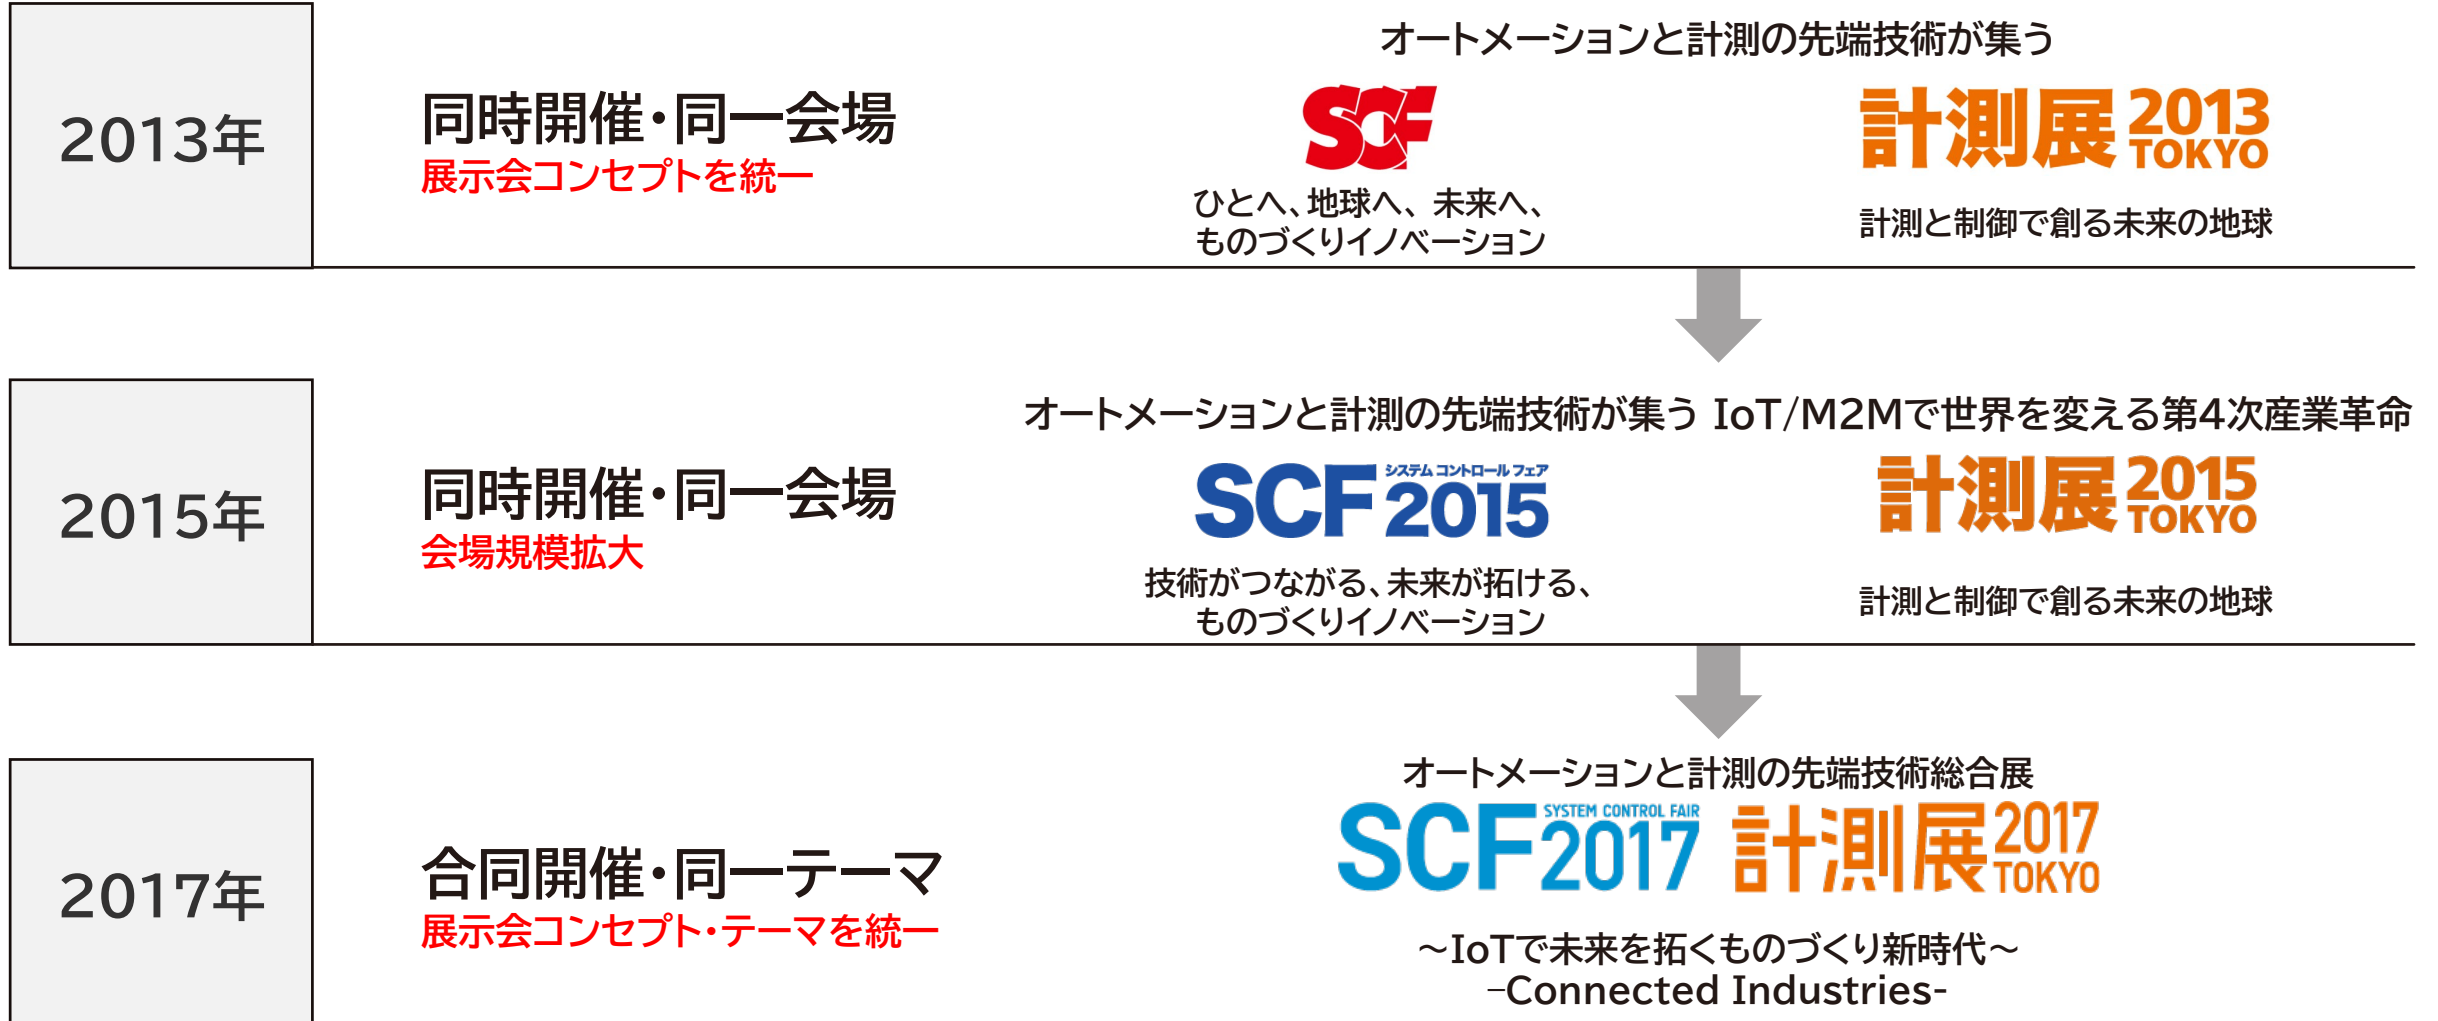 2013年
同時開催・同一会場
展示会コンセプトを統一
オートメーションと計測の先端技術が集う
SCF
ひとへ、地球へ、未来へ、
ものづくりイノベーション
計測展 2013
TOKYO
計測と制御で創る未来の地球
2015年
同時開催・同一会場
会場規模拡大
オートメーションと計測の先端技術が集う IoT/M2Mで世界を変える第4次産業革命
システム コントロール フェア
SCF 2015
技術がつながる、未来が拓ける、
ものづくりイノベーション
計測展 2015
TOKYO
計測と制御で創る未来の地球
2017年
合同開催・同一テーマ
展示会コンセプト・テーマを統一
オートメーションと計測の先端技術総合展
SYSTEM CONTROL FAIR
SCF 2017
計測展 2017
TOKYO
～IoTで未来を拓くものづくり新時代～
–Connected Industries-